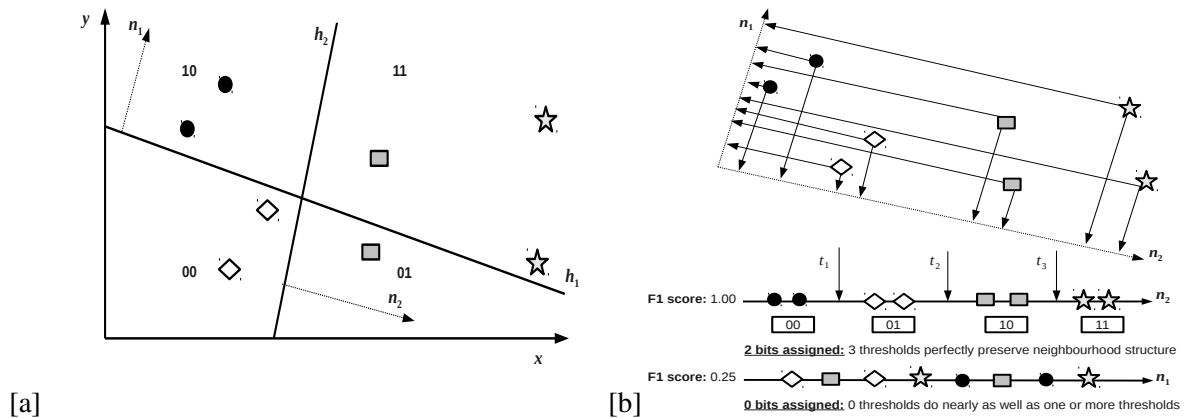 y
n1
h2
10
11
00
01
h1
n2
x
[a]
n1
n2
t1
t2
t3
F1 score: 1.00
n2
00
01
10
11
2 bits assigned: 3 thresholds perfectly preserve neighbourhood structure
F1 score: 0.25
n1
0 bits assigned: 0 thresholds do nearly as well as one or more thresholds
[b]